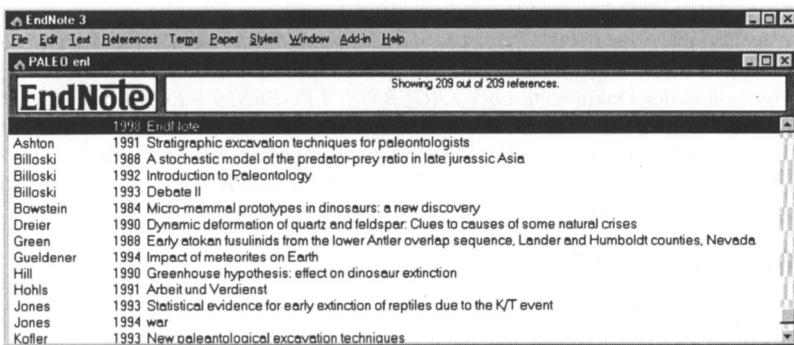 EndNote 3
File Edit Text References Terms Paper Styles Window Add-in Help
PALEO enl
EndNote
Showing 209 out of 209 references.
1998 EndNote
Ashton 1991 Stratigraphic excavation techniques for paleontologists
Billoski 1988 A stochastic model of the predator-prey ratio in late jurassic Asia
Billoski 1992 Introduction to Paleontology
Billoski 1993 Debate II
Bowstein 1984 Micro-mammal prototypes in dinosaurs: a new discovery
Dreier 1990 Dynamic deformation of quartz and feldspar: Clues to causes of some natural crises
Green 1988 Early atokan fusulinids from the lower Antler overlap sequence, Lander and Humboldt counties, Nevada
Gueldener 1994 Impact of meteorites on Earth
Hill 1990 Greenhouse hypothesis: effect on dinosaur extinction
Hohls 1991 Arbeit und Verdienst
Jones 1993 Statistical evidence for early extinction of reptiles due to the K/T event
Jones 1994 war
Kofler 1993 New paleantological excavation techniques